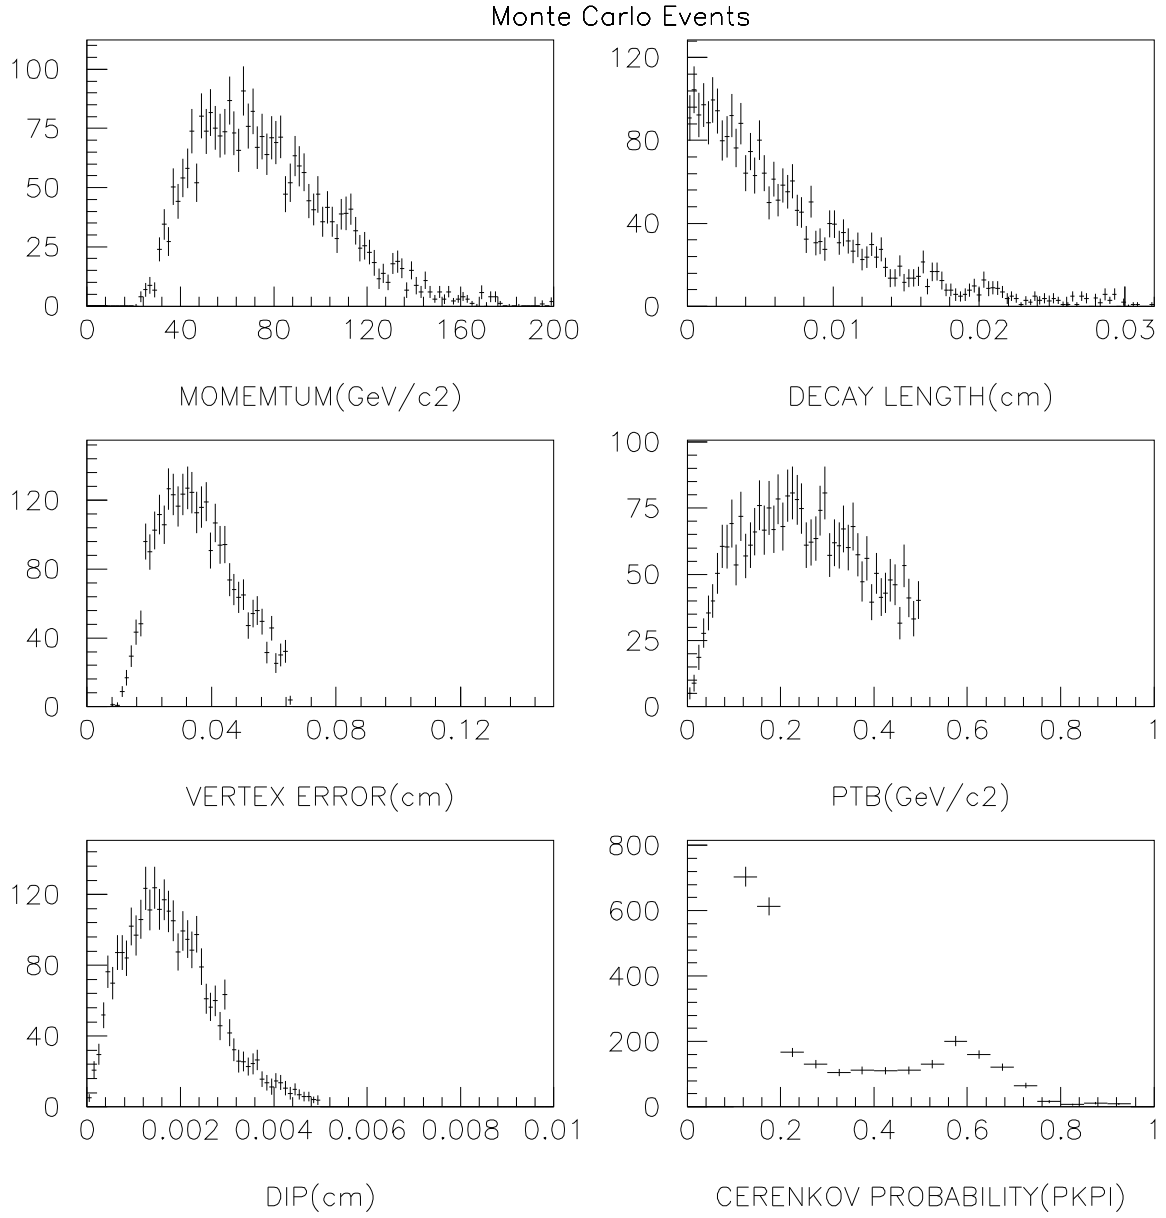 Monte Carlo Events
100
75
50
25
0
0 40 80 120 160 200
MOMEMTUM(GeV/c2)
120
80
40
0
0 0.01 0.02 0.03
DECAY LENGTH(cm)
120
80
40
0
0 0.04 0.08 0.12
VERTEX ERROR(cm)
100
75
50
25
0
0 0.2 0.4 0.6 0.8 1
PTB(GeV/c2)
120
80
40
0
0 0.002 0.004 0.006 0.008 0.01
DIP(cm)
800
600
400
200
0
0 0.2 0.4 0.6 0.8 1
CERENKOV PROBABILITY(PKPI)